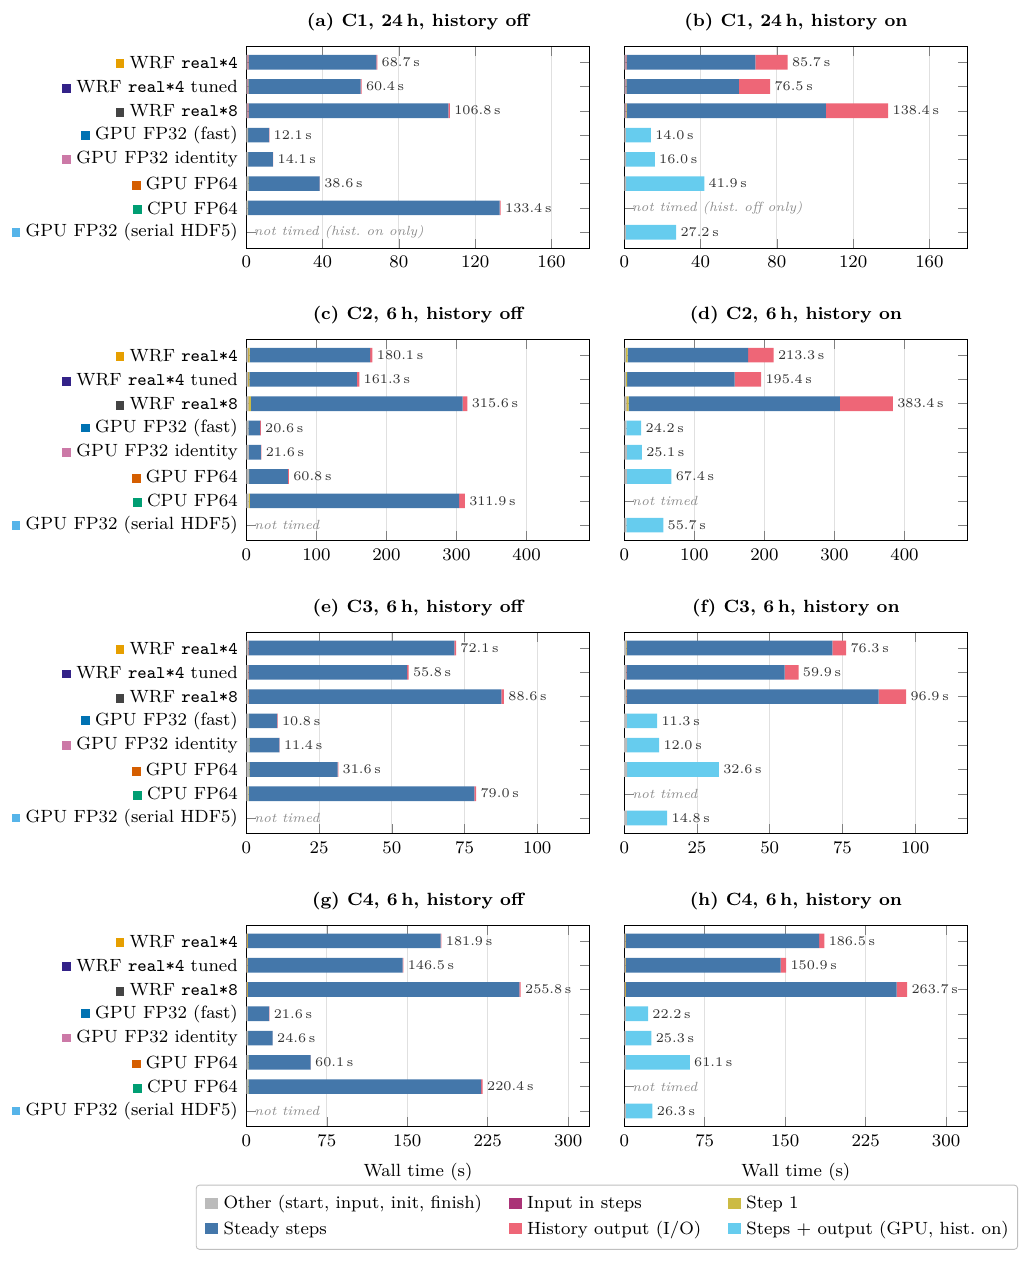 (a) C1, 24 h, history off
(b) C1, 24 h, history on
WRF real*4
68.7 s
85.7 s
WRF real*4 tuned
60.4 s
76.5 s
WRF real*8
106.8 s
138.4 s
GPU FP32 (fast)
12.1 s
14.0 s
GPU FP32 identity
14.1 s
16.0 s
GPU FP64
38.6 s
41.9 s
CPU FP64
133.4 s
not timed (hist. off only)
GPU FP32 (serial HDF5)
not timed (hist. on only)
27.2 s
0 40 80 120 160
0 40 80 120 160
(c) C2, 6 h, history off
(d) C2, 6 h, history on
WRF real*4
180.1 s
213.3 s
WRF real*4 tuned
161.3 s
195.4 s
WRF real*8
315.6 s
383.4 s
GPU FP32 (fast)
20.6 s
24.2 s
GPU FP32 identity
21.6 s
25.1 s
GPU FP64
60.8 s
67.4 s
CPU FP64
311.9 s
not timed
GPU FP32 (serial HDF5)
not timed
55.7 s
0 100 200 300 400
0 100 200 300 400
(e) C3, 6 h, history off
(f) C3, 6 h, history on
WRF real*4
72.1 s
76.3 s
WRF real*4 tuned
55.8 s
59.9 s
WRF real*8
88.6 s
96.9 s
GPU FP32 (fast)
10.8 s
11.3 s
GPU FP32 identity
11.4 s
12.0 s
GPU FP64
31.6 s
32.6 s
CPU FP64
79.0 s
not timed
GPU FP32 (serial HDF5)
not timed
14.8 s
0 25 50 75 100
0 25 50 75 100
(g) C4, 6 h, history off
(h) C4, 6 h, history on
WRF real*4
181.9 s
186.5 s
WRF real*4 tuned
146.5 s
150.9 s
WRF real*8
255.8 s
263.7 s
GPU FP32 (fast)
21.6 s
22.2 s
GPU FP32 identity
24.6 s
25.3 s
GPU FP64
60.1 s
61.1 s
CPU FP64
220.4 s
not timed
GPU FP32 (serial HDF5)
not timed
26.3 s
0 75 150 225 300
0 75 150 225 300
Wall time (s)
Wall time (s)
Other (start, input, init, finish)
Input in steps
Step 1
Steady steps
History output (I/O)
Steps + output (GPU, hist. on)